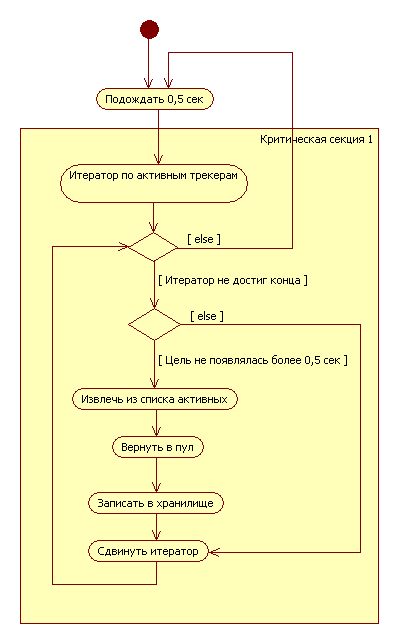 Подождать 0,5 сек
Критическая секция 1
Итератор по активным трекерам
[ else ]
[ Итератор не достиг конца ]
[ else ]
[ Цель не появлялась более 0,5 сек ]
Извлечь из списка активных
Вернуть в пул
Записать в хранилище
Сдвинуть итератор